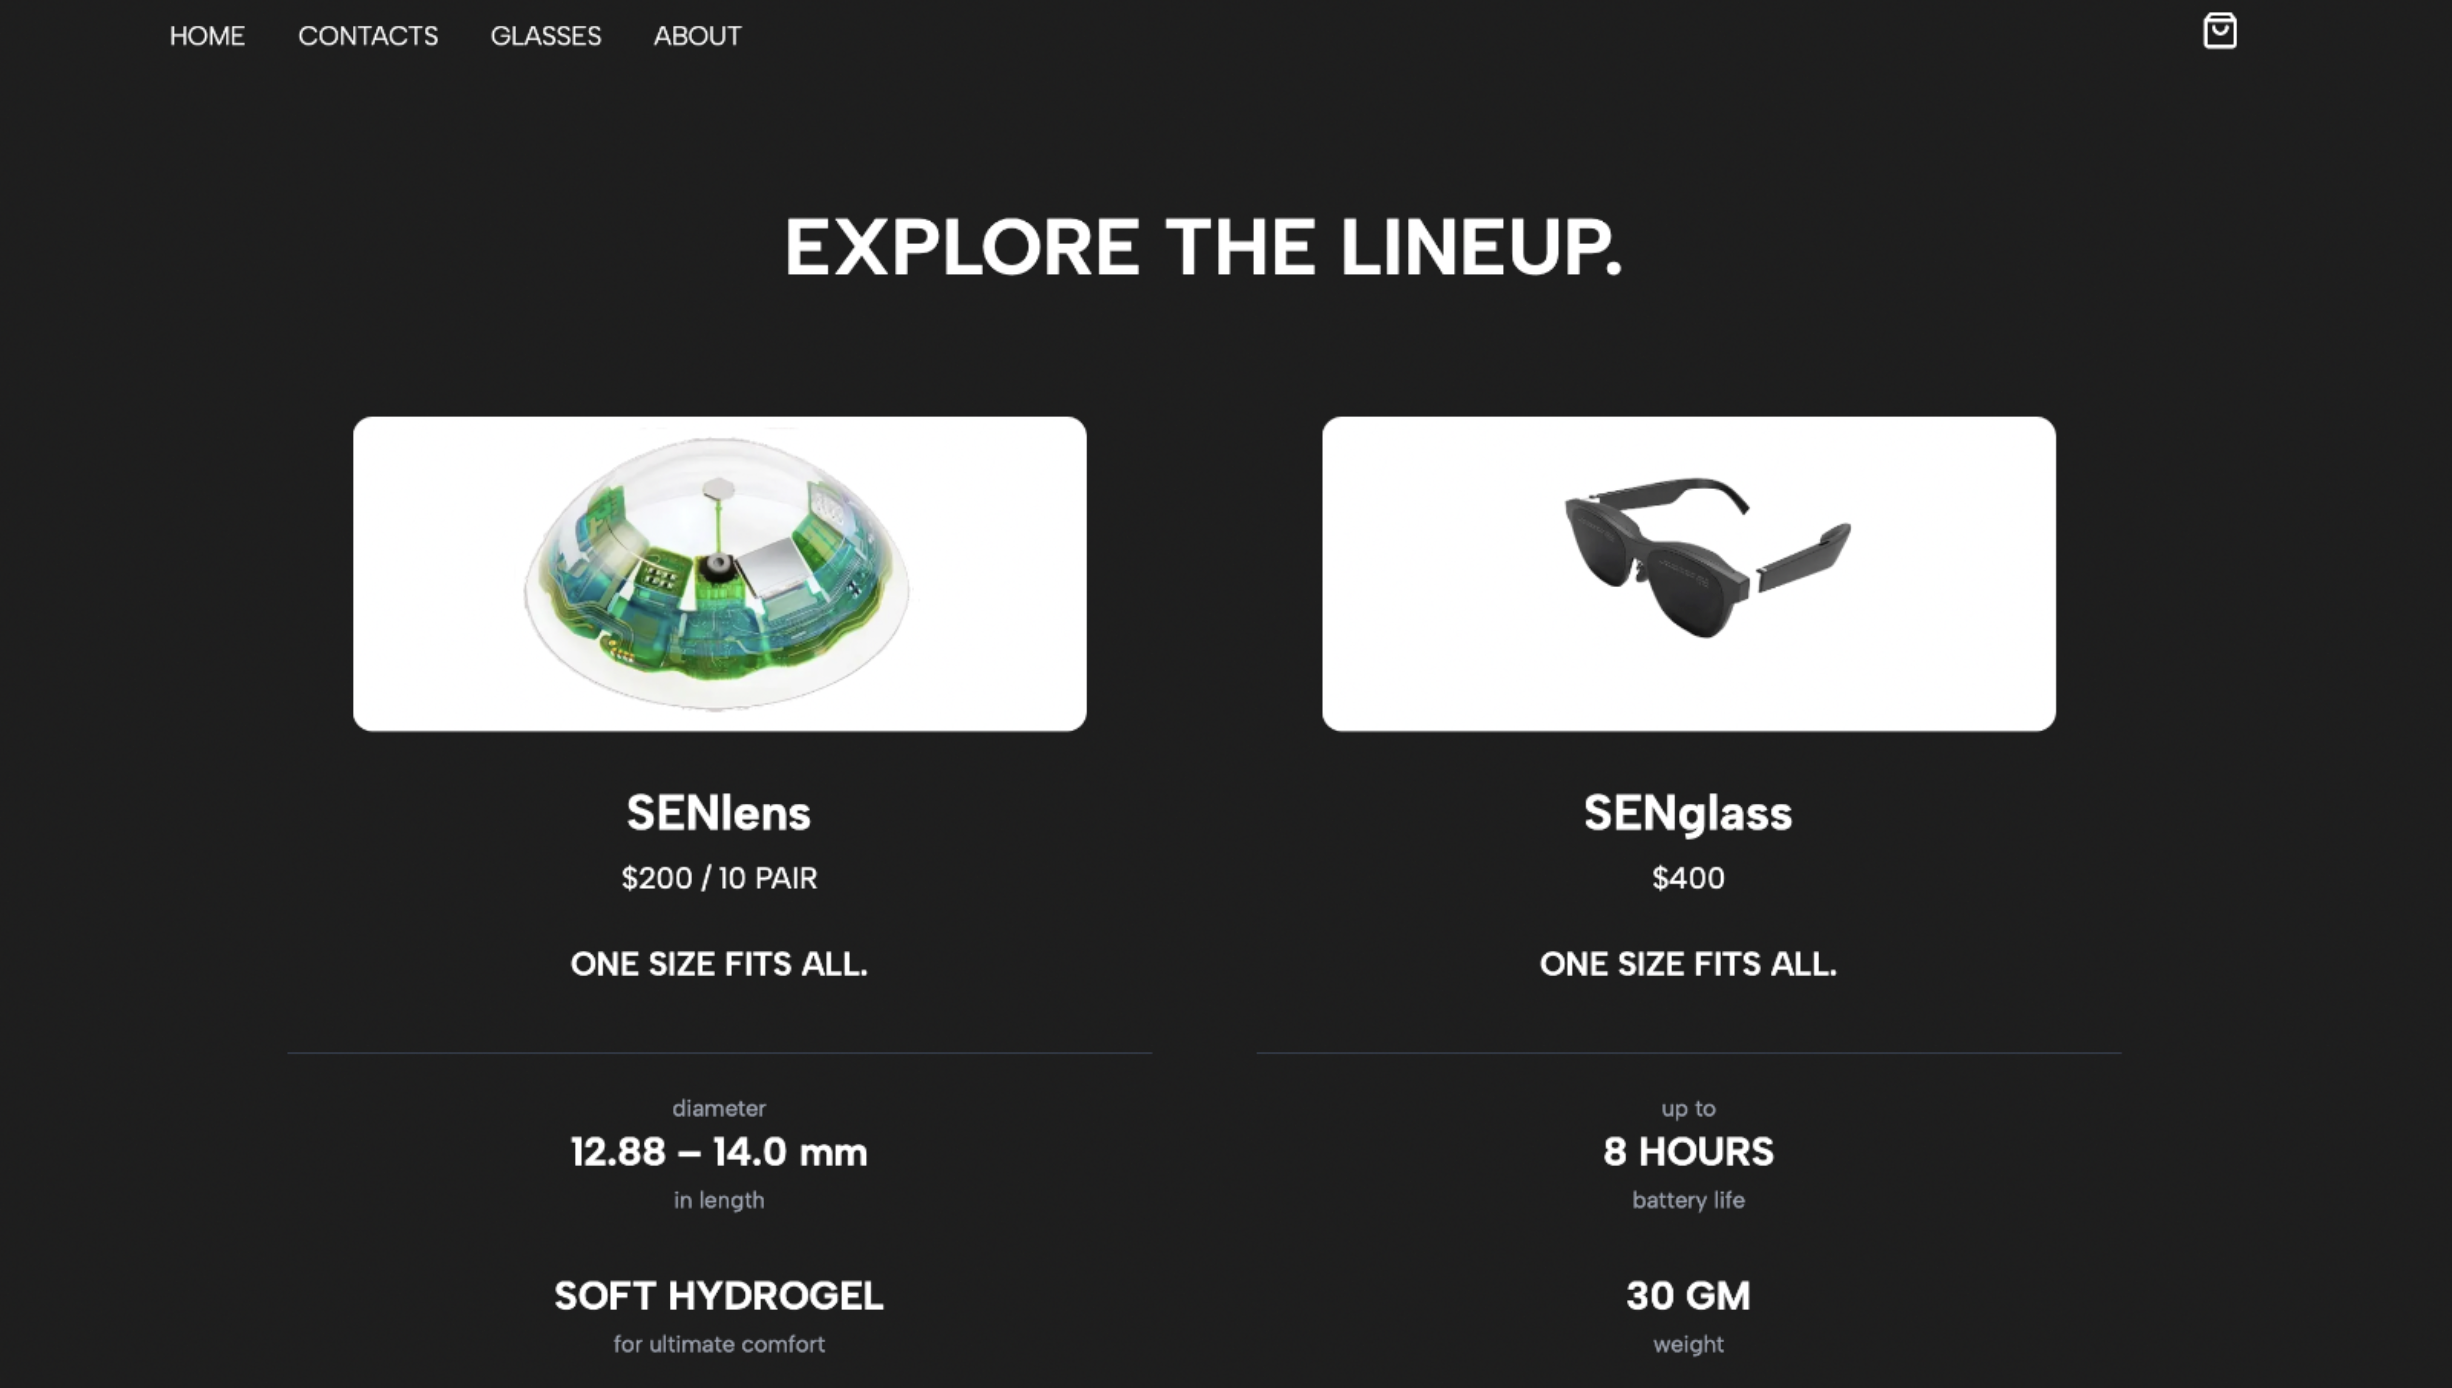 HOME CONTACTS GLASSES ABOUT
EXPLORE THE LINEUP.
SENlens
$200 / 10 PAIR
ONE SIZE FITS ALL.
diameter
12.88 – 14.0 mm
in length
SOFT HYDROGEL
for ultimate comfort
SENglass
$400
ONE SIZE FITS ALL.
up to
8 HOURS
battery life
30 GM
weight